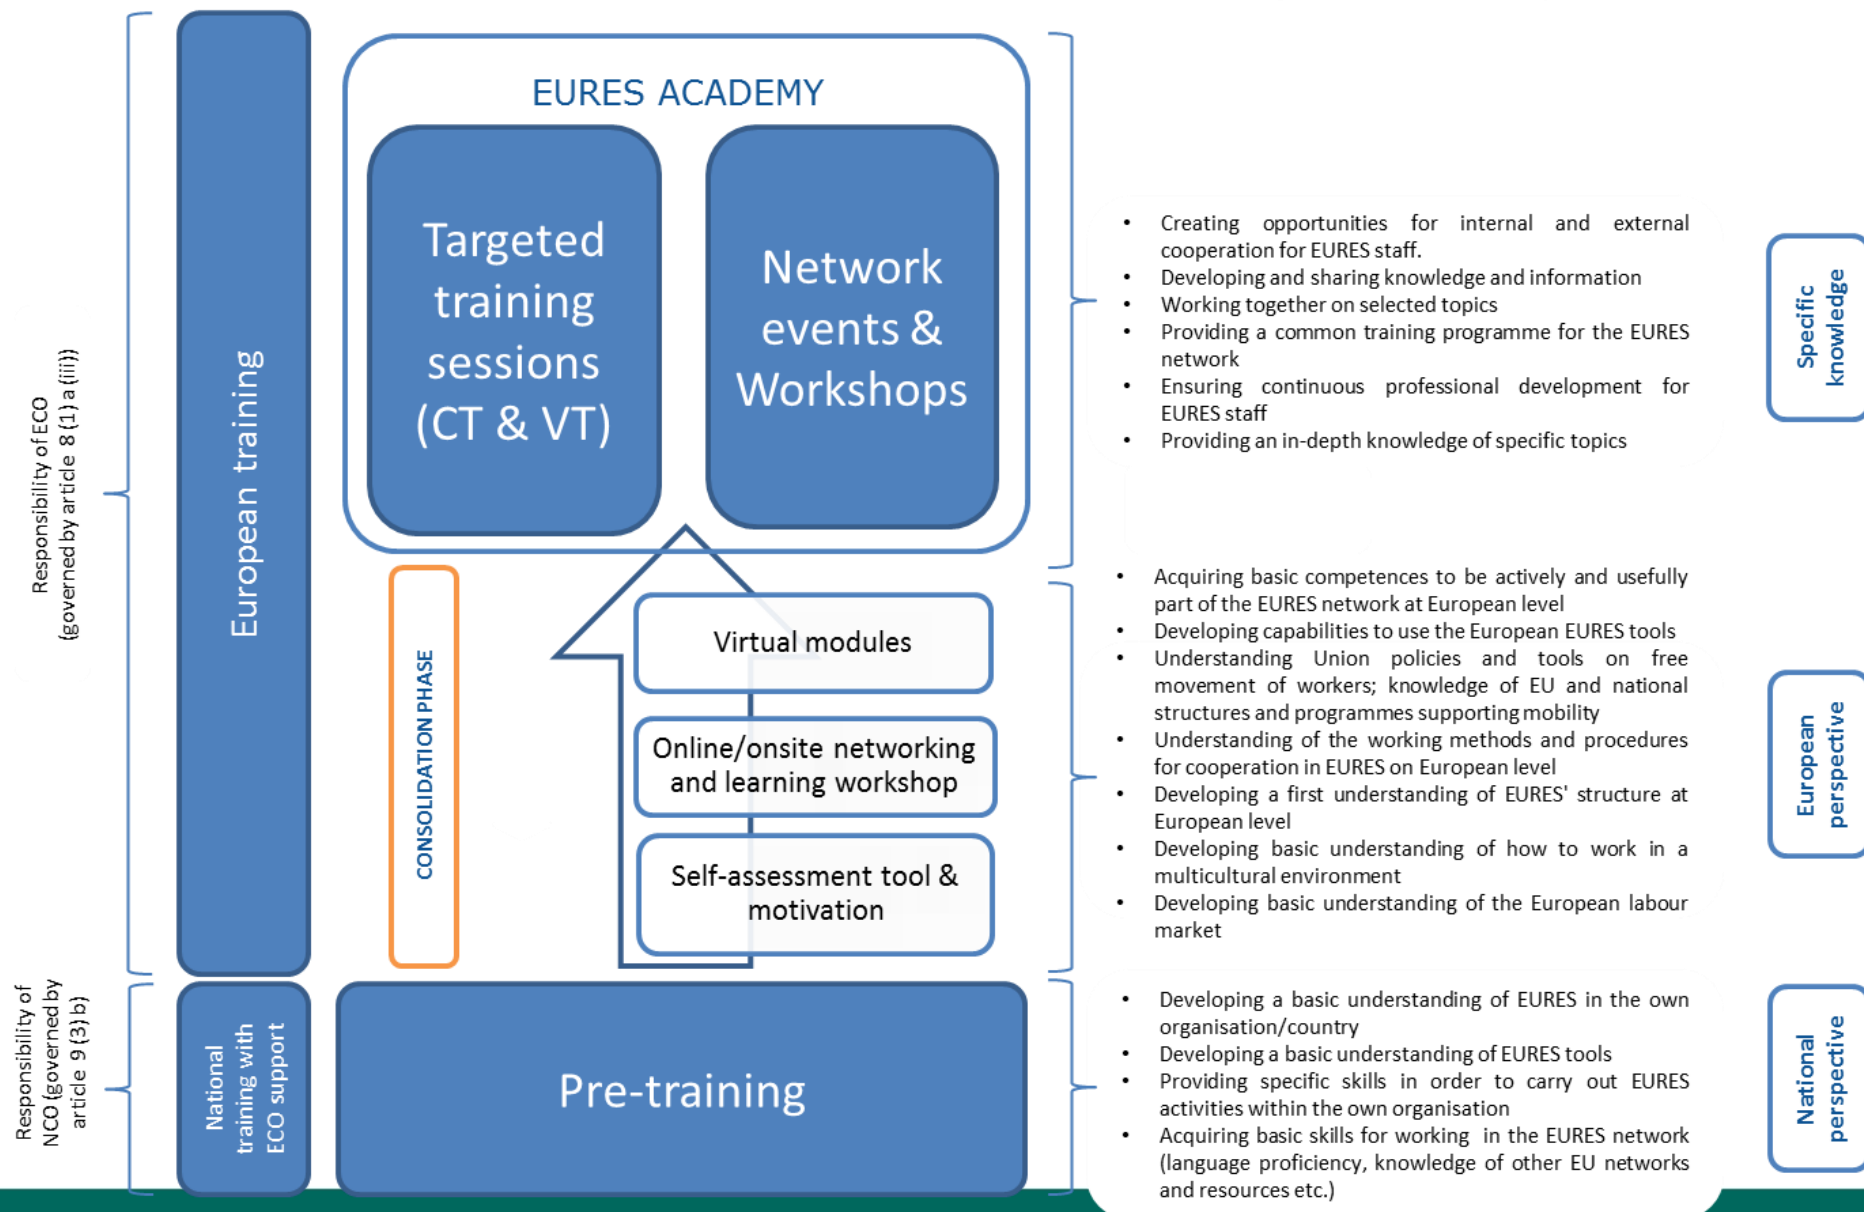 Responsibility of ECO
(governed by article 8 (1) a (iii))
European training
EURES ACADEMY
Targeted
training
sessions
(CT & VT)
Network
events &
Workshops
• Creating opportunities for internal and external
cooperation for EURES staff.
• Developing and sharing knowledge and information
• Working together on selected topics
• Providing a common training programme for the EURES
network
• Ensuring continuous professional development for
EURES staff
• Providing an in-depth knowledge of specific topics
Specific
knowledge
CONSOLIDATION PHASE
Virtual modules
Online/onsite networking
and learning workshop
Self-assessment tool &
motivation
• Acquiring basic competences to be actively and usefully
part of the EURES network at European level
• Developing capabilities to use the European EURES tools
• Understanding Union policies and tools on free
movement of workers; knowledge of EU and national
structures and programmes supporting mobility
• Understanding of the working methods and procedures
for cooperation in EURES on European level
• Developing a first understanding of EURES' structure at
European level
• Developing basic understanding of how to work in a
multicultural environment
• Developing basic understanding of the European labour
market
European
perspective
Responsibility of
NCO (governed by
article 9 (3) b)
National
training with
ECO support
Pre-training
• Developing a basic understanding of EURES in the own
organisation/country
• Developing a basic understanding of EURES tools
• Providing specific skills in order to carry out EURES
activities within the own organisation
• Acquiring basic skills for working in the EURES network
(language proficiency, knowledge of other EU networks
and resources etc.)
National
perspective